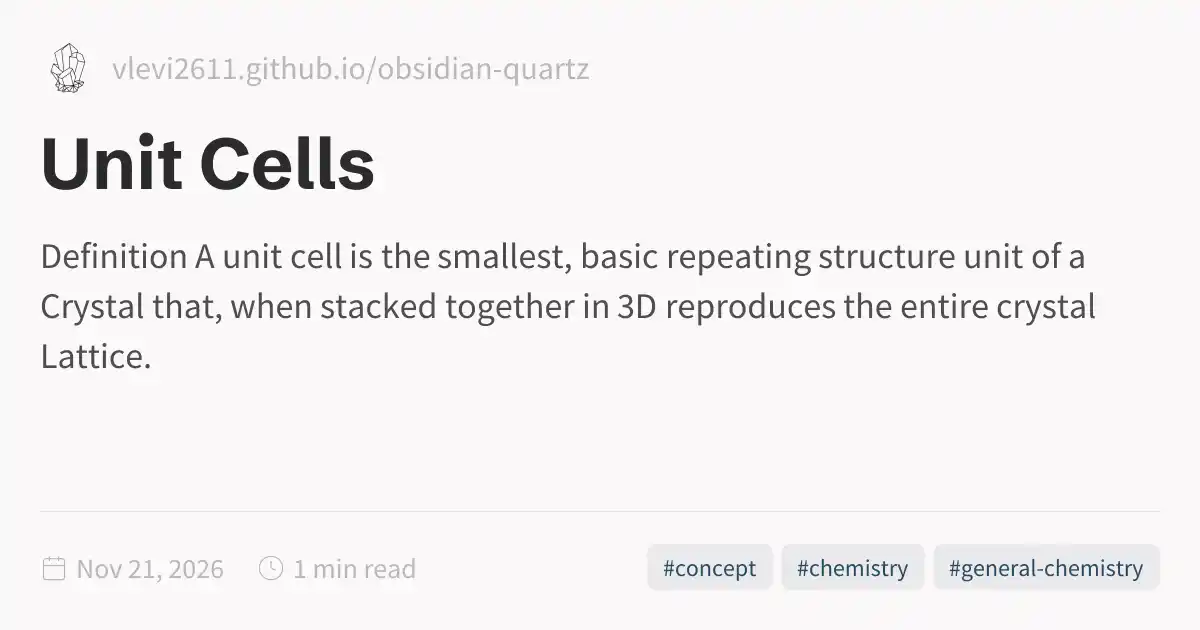 vlevi2611.github.io/obsidian-quartz
Unit Cells
Definition A unit cell is the smallest, basic repeating structure unit of a
Crystal that, when stacked together in 3D reproduces the entire crystal
Lattice.
Nov 21, 2026 1 min read #concept #chemistry #general-chemistry